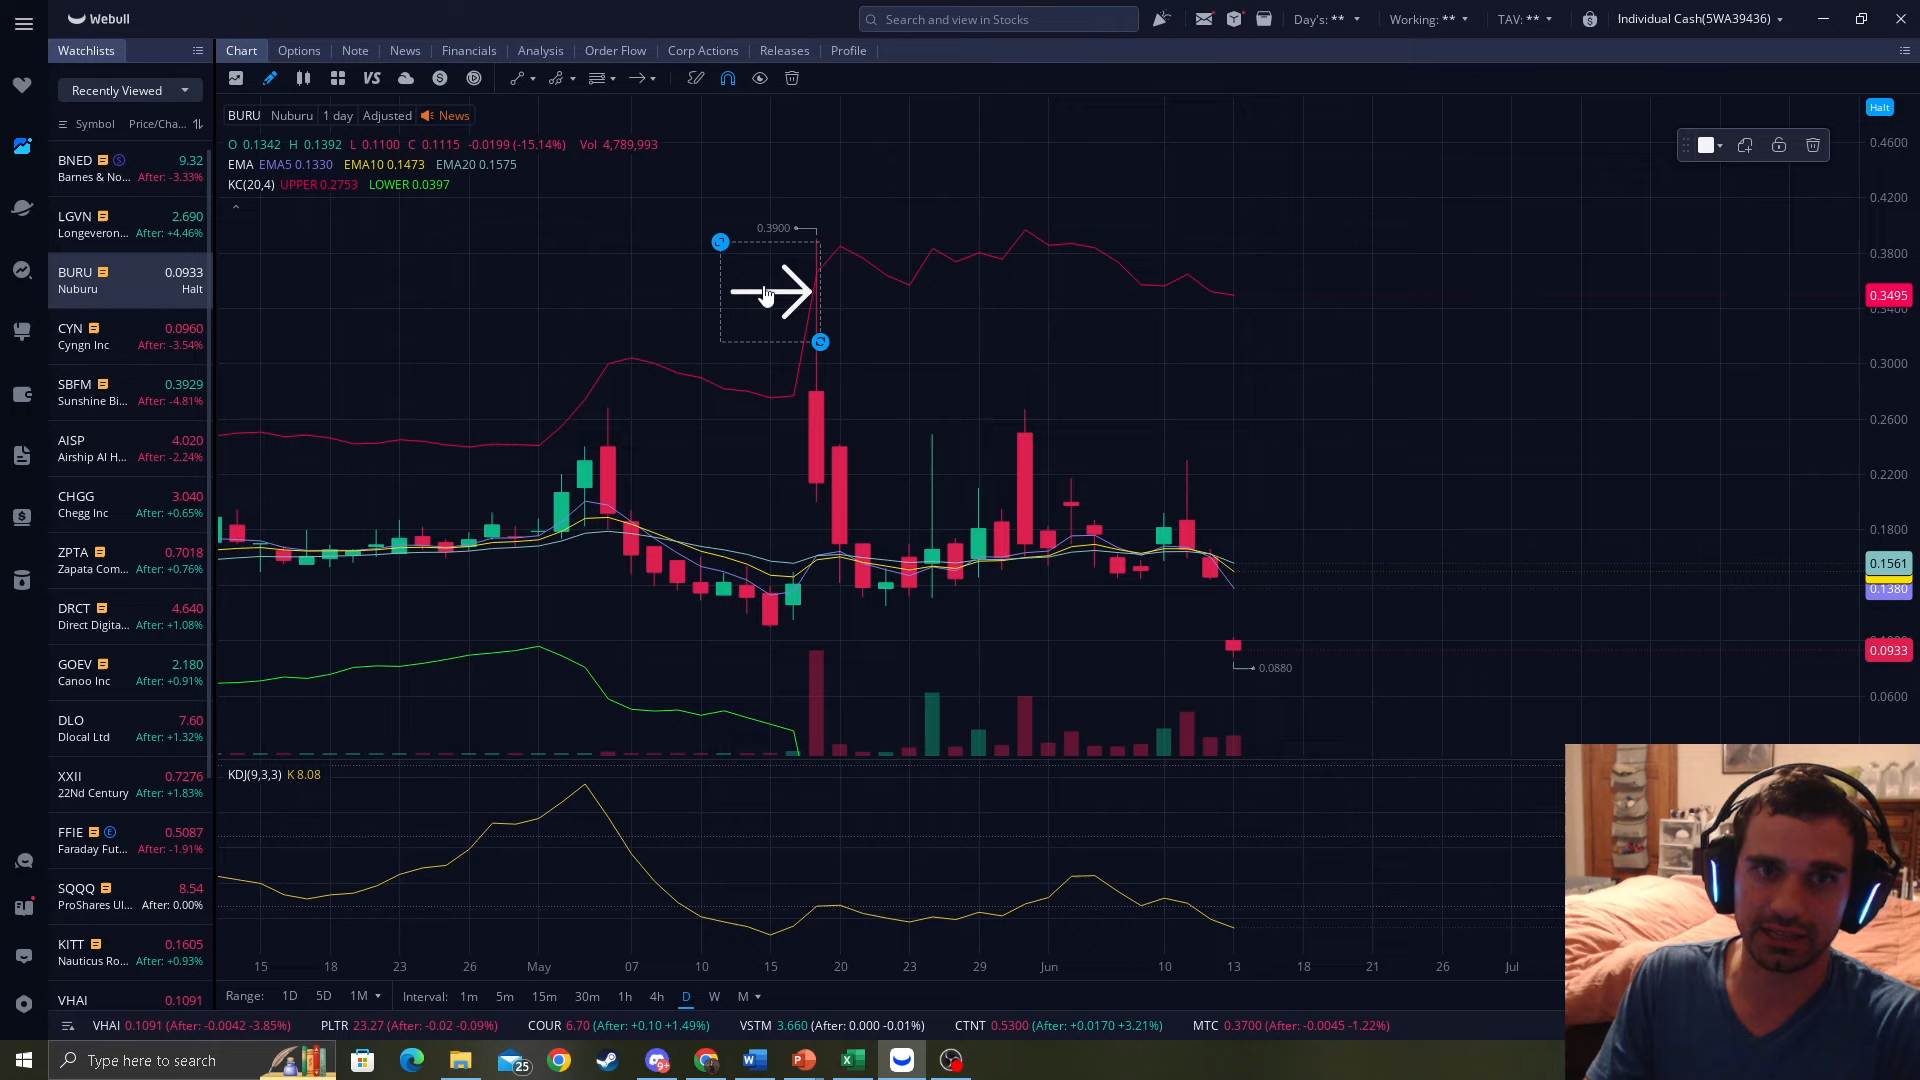 Webull
Search and view in Stocks
Day's: **
Working: **
TAV: **
Individual Cash(5WA39436)
Watchlists
Chart Options Note News Financials Analysis Order Flow Corp Actions Releases Profile
VS
Recently Viewed
Symbol Price/Cha...
BNED 9.32
Barnes & No... After: -3.33%
LGVN 2.690
Longeveron... After: +4.46%
BURU 0.0933
Nuburu Halt
CYN 0.0960
Cyngn Inc After: -3.54%
SBFM 0.3929
Sunshine Bi... After: -4.81%
AISP 4.020
Airship AI H... After: -2.24%
CHGG 3.040
Chegg Inc After: +0.65%
ZPTA 0.7018
Zapata Com... After: +0.76%
DRCT 4.640
Direct Digita... After: +1.08%
GOEV 2.180
Canoo Inc After: +0.91%
DLO 7.60
Dlocal Ltd After: +1.32%
XXII 0.7276
22Nd Century After: +1.83%
FFIE 0.5087
Faraday Fut... After: -1.91%
SQQQ 8.54
ProShares Ul... After: 0.00%
KITT 0.1605
Nauticus Ro... After: +0.93%
VHAI 0.1091
BURU Nuburu 1 day Adjusted News
O 0.1342 H 0.1392 L 0.1100 C 0.1115 -0.0199 (-15.14%) Vol 4,789,993
EMA EMA5 0.1330 EMA10 0.1473 EMA20 0.1575
KC(20,4) UPPER 0.2753 LOWER 0.0397
0.3900
0.0880
Halt
0.4600
0.4200
0.3800
0.3495
0.3400
0.3000
0.2600
0.2200
0.1800
0.1561
0.1380
0.0933
0.0600
KDJ(9,3,3) K 8.08
15 18 23 26 May 07 10 15 20 23 29 Jun 10 13 18 21 26 Jul
Range: 1D 5D 1M Interval: 1m 5m 15m 30m 1h 4h D W M
VHAI 0.1091 (After: -0.0042 -3.85%) PLTR 23.27 (After: -0.02 -0.09%) COUR 6.70 (After: +0.10 +1.49%) VSTM 3.660 (After: 0.000 -0.01%) CTNT 0.5300 (After: +0.0170 +3.21%) MTC 0.3700 (After: -0.0045 -1.22%)
Type here to search
25
9+